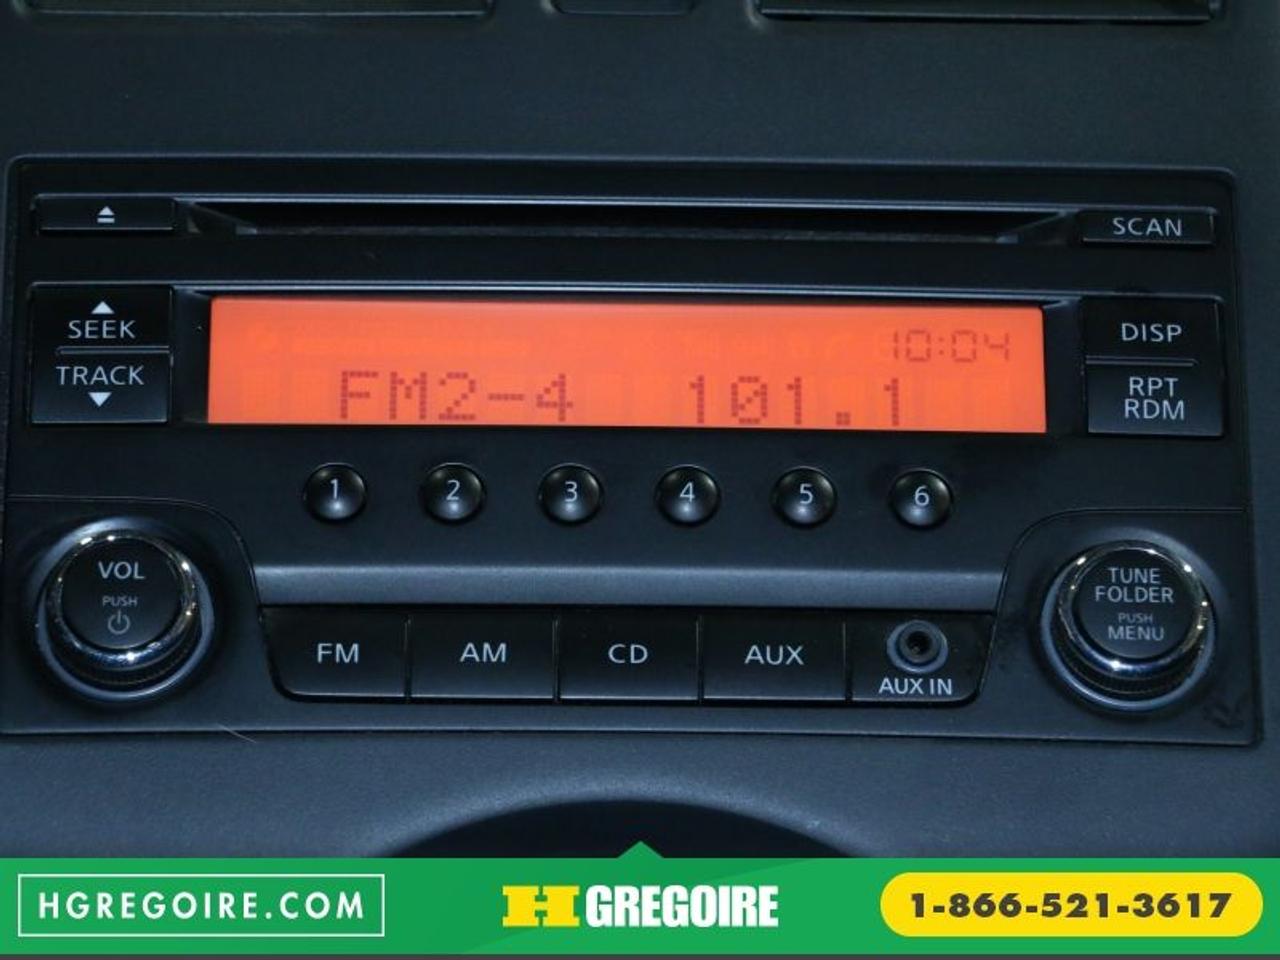 SCAN
SEEK
TRACK
10:04
FM2-4 101.1
DISP
RPT
RDM
1 2 3 4 5 6
VOL
PUSH
TUNE
FOLDER
PUSH
MENU
FM AM CD AUX
AUX IN
HGREGOIRE.COM
H GREGOIRE
1-866-521-3617